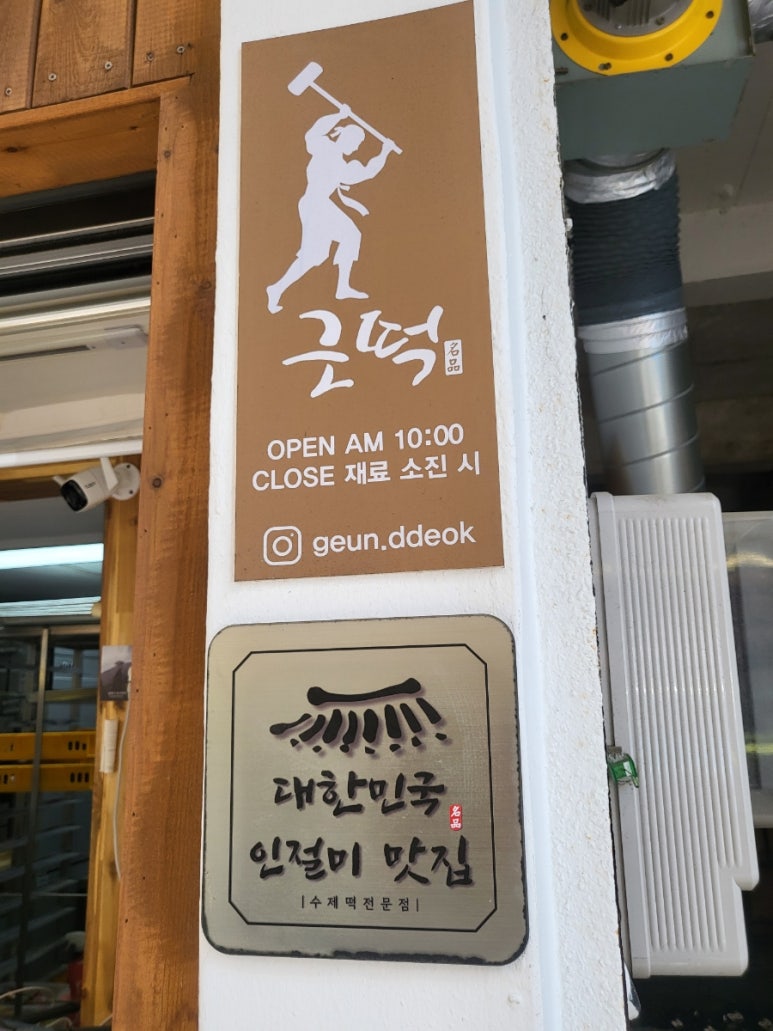 근떡
名品
OPEN AM 10:00
CLOSE 재료 소진 시
geun.ddeok
대한민국
名品
인절미 맛집
|수제떡전문점|